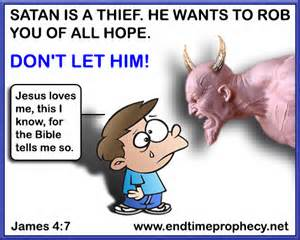 SATAN IS A THIEF. HE WANTS TO ROB
YOU OF ALL HOPE.
DON'T LET HIM!
Jesus loves
me, this I
know, for
the Bible
tells me so.
James 4:7
www.endtimeprophecy.net